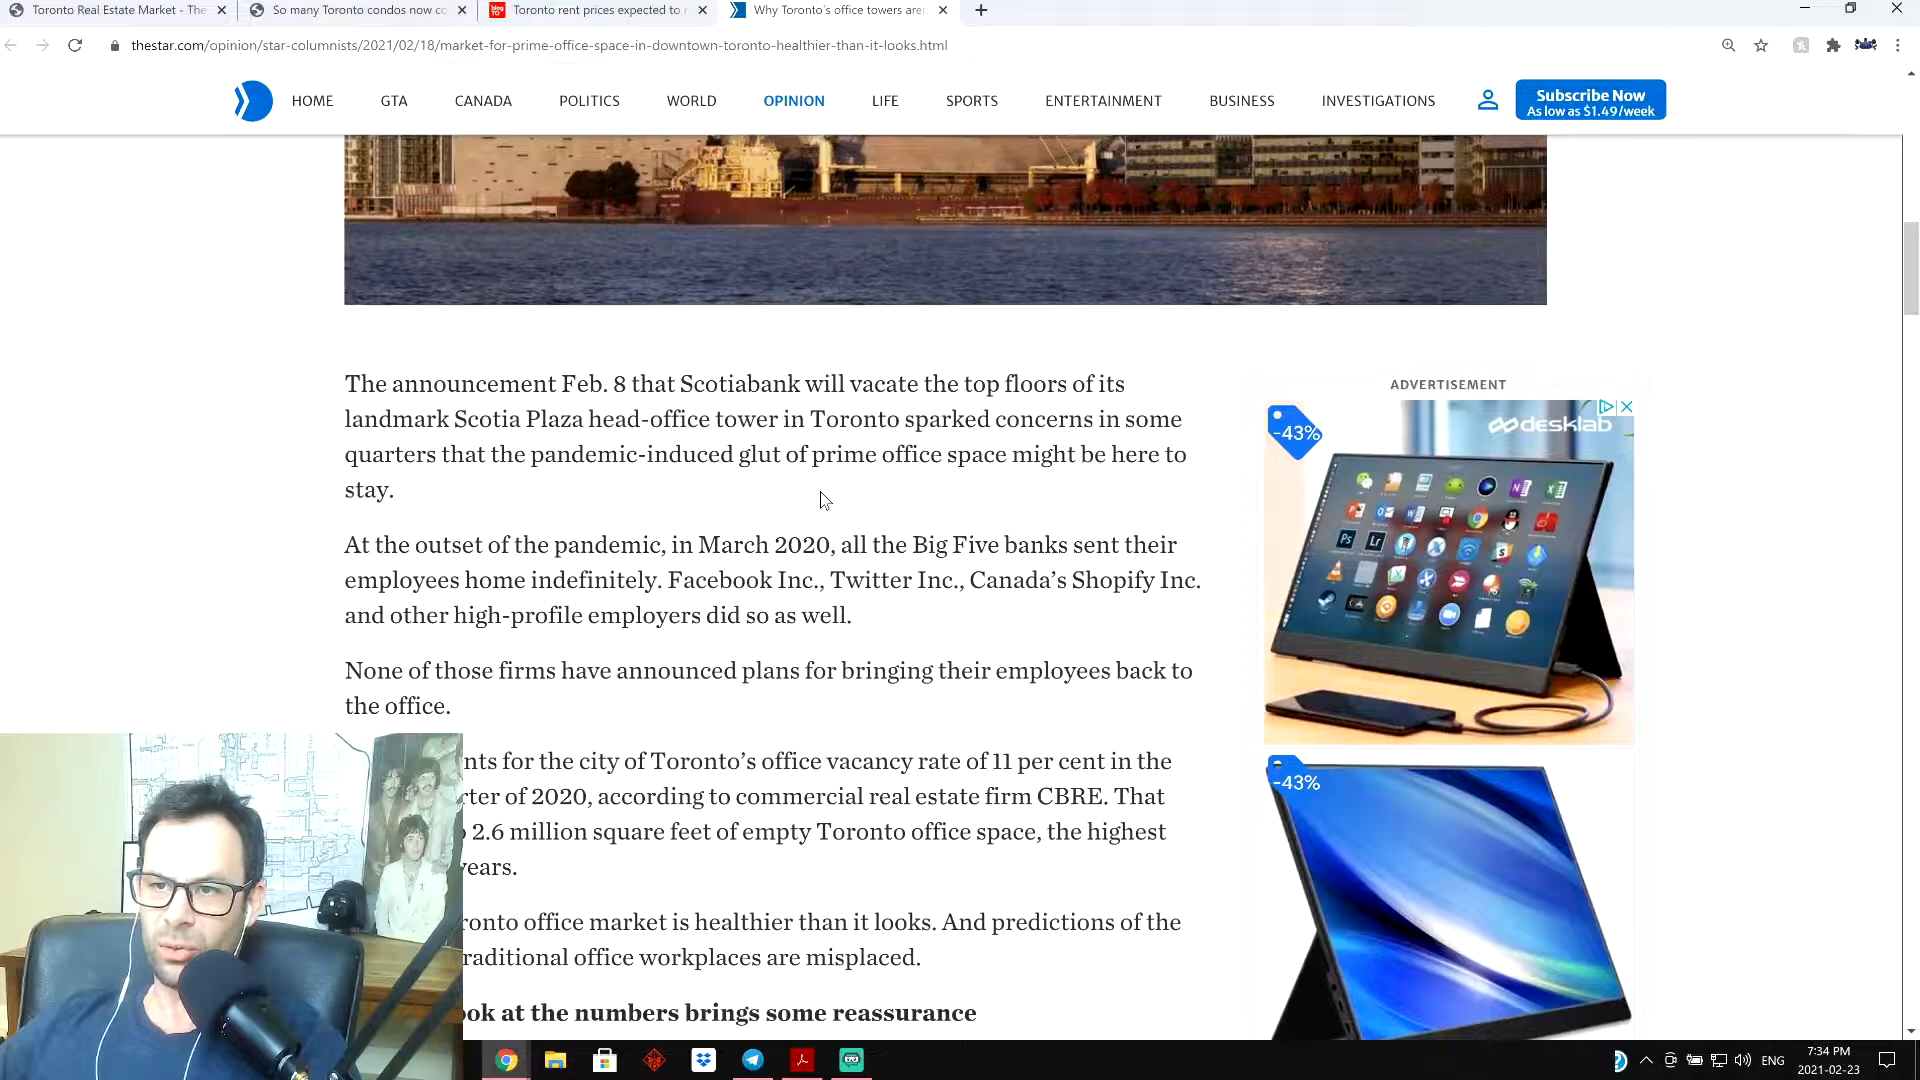 Toronto Real Estate Market - The
So many Toronto condos now co
blog TO
Toronto rent prices expected to r
Why Toronto's office towers aren
thestar.com/opinion/star-columnists/2021/02/18/market-for-prime-office-space-in-downtown-toronto-healthier-than-it-looks.html
HOME GTA CANADA POLITICS WORLD OPINION LIFE SPORTS ENTERTAINMENT BUSINESS INVESTIGATIONS
Subscribe Now
As low as $1.49/week
The announcement Feb. 8 that Scotiabank will vacate the top floors of its
landmark Scotia Plaza head-office tower in Toronto sparked concerns in some
quarters that the pandemic-induced glut of prime office space might be here to
stay.
At the outset of the pandemic, in March 2020, all the Big Five banks sent their
employees home indefinitely. Facebook Inc., Twitter Inc., Canada's Shopify Inc.
and other high-profile employers did so as well.
None of those firms have announced plans for bringing their employees back to
the office.
nts for the city of Toronto's office vacancy rate of 11 per cent in the
rter of 2020, according to commercial real estate firm CBRE. That
2.6 million square feet of empty Toronto office space, the highest
years.
ronto office market is healthier than it looks. And predictions of the
raditional office workplaces are misplaced.
ook at the numbers brings some reassurance
ADVERTISEMENT
-43%
desklab
Ps
Lr
-43%
ENG
7:34 PM
2021-02-23